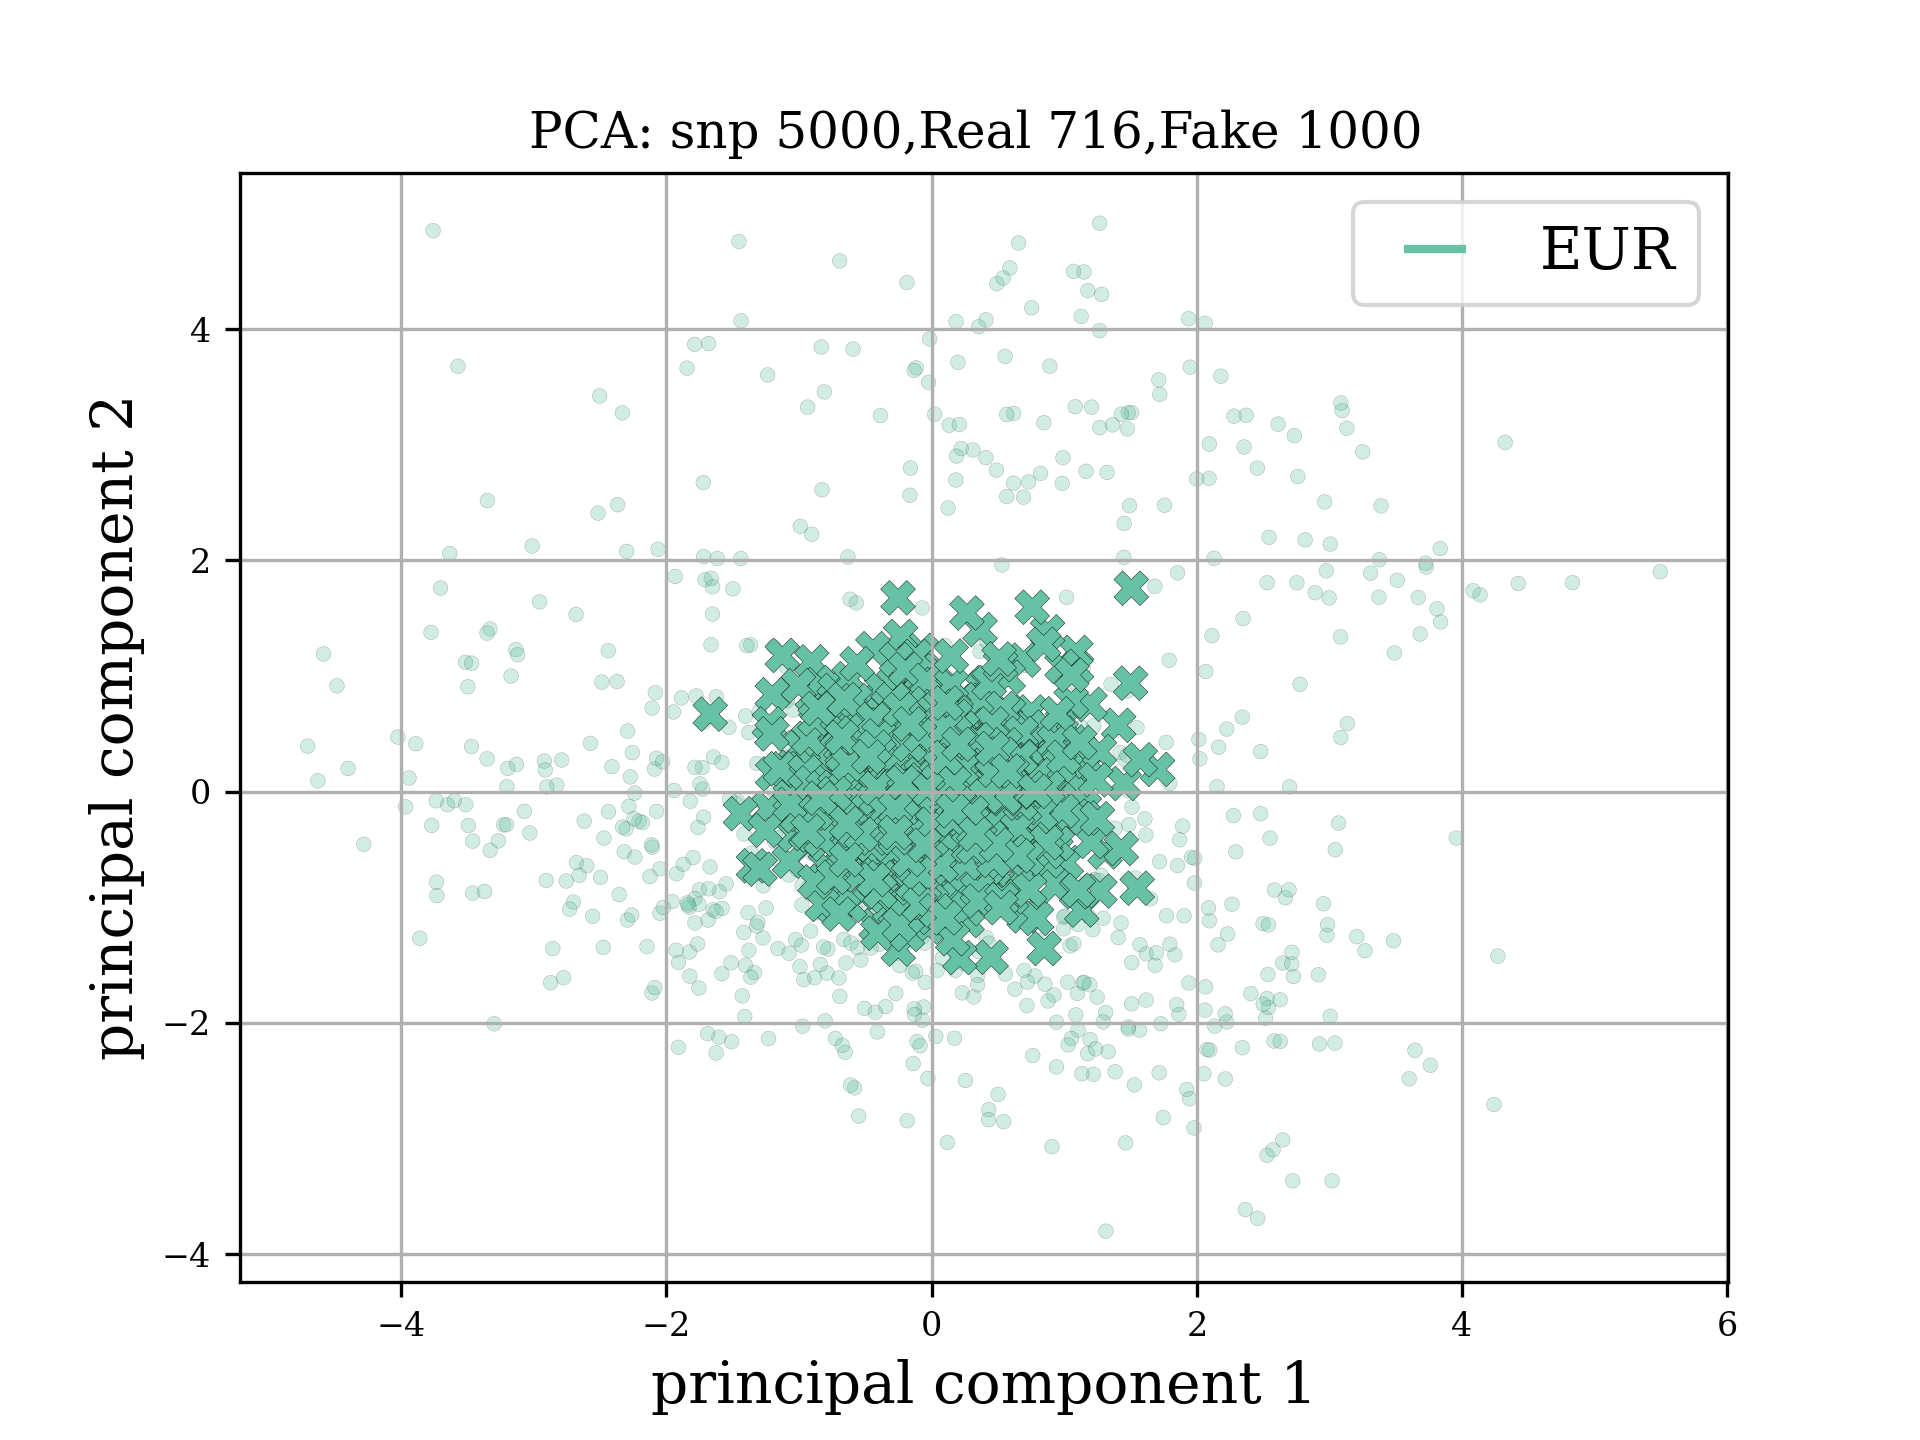 PCA: snp 5000,Real 716,Fake 1000
EUR
principal component 2
4
2
0
−2
−4
−4 −2 0 2 4 6
principal component 1